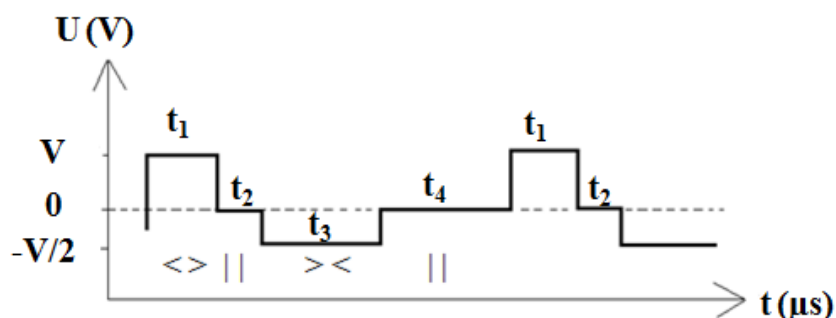 U (V)
t₁ t₁
V
t₂ t₄ t₂
0
t₃
-V/2
< > | | > < | |
t (μs)